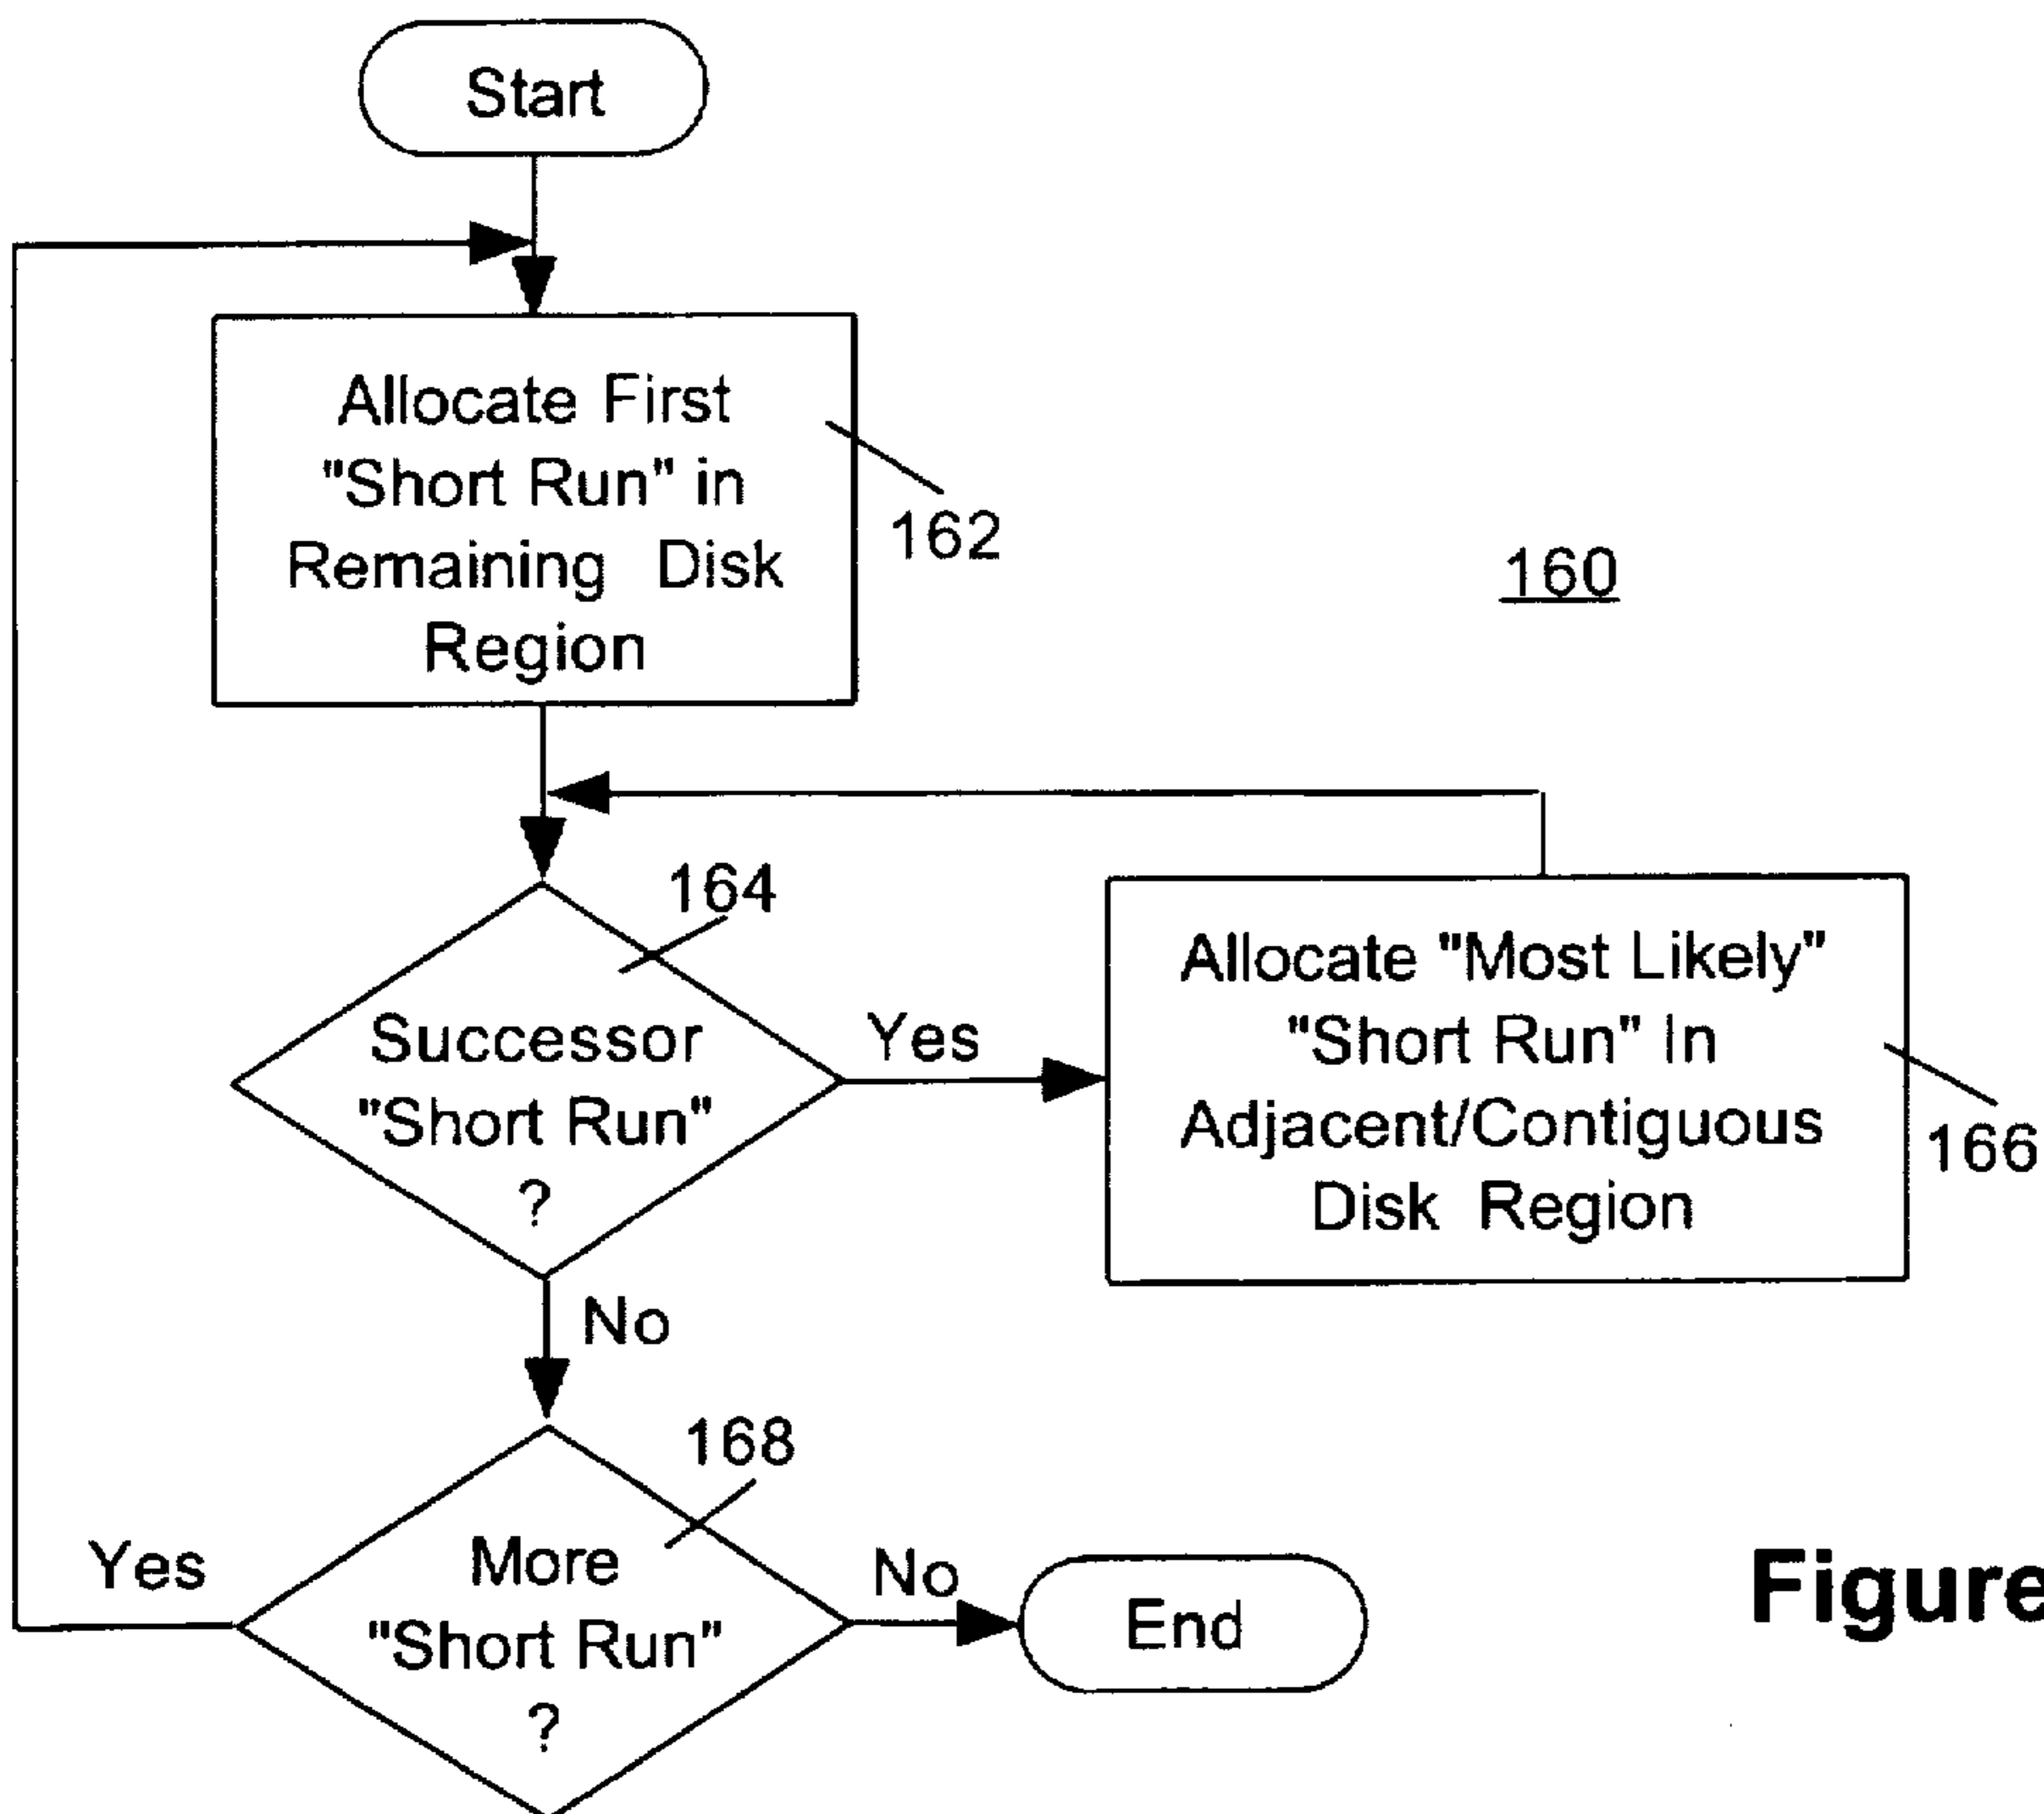 Start
Allocate First
"Short Run" in
Remaining Disk
Region
162
160
164
Successor
"Short Run"
?
Yes
Allocate "Most Likely"
"Short Run" In
Adjacent/Contiguous
Disk Region
166
No
168
More
"Short Run"
?
Yes
No
End
Figure